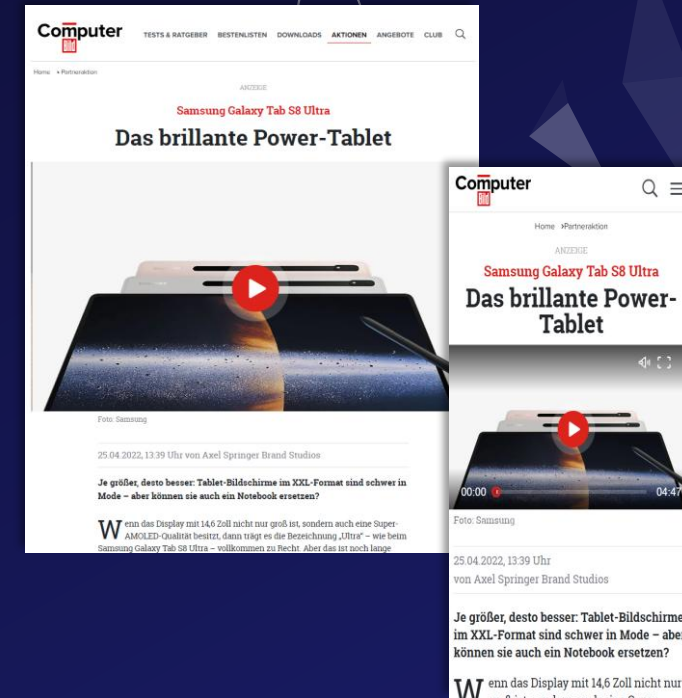 Computer
Bild
TESTS & RATGEBER BESTENLISTEN DOWNLOADS AKTIONEN ANGEBOTE CLUB
Home Partneraktion
ANZEIGE
Samsung Galaxy Tab S8 Ultra
Das brillante Power-Tablet
Foto: Samsung
25.04.2022, 13:39 Uhr von Axel Springer Brand Studios
Je größer, desto besser: Tablet-Bildschirme im XXL-Format sind schwer in
Mode – aber können sie auch ein Notebook ersetzen?
Wenn das Display mit 14,6 Zoll nicht nur groß ist, sondern auch eine Super-
AMOLED-Qualität besitzt, dann trägt es die Bezeichnung „Ultra“ – wie beim
Samsung Galaxy Tab S8 Ultra – vollkommen zu Recht. Aber das ist noch lange
Computer
Bild
Home >Partneraktion
ANZEIGE
Samsung Galaxy Tab S8 Ultra
Das brillante Power-
Tablet
00:00 04:47
Foto: Samsung
25.04.2022, 13:39 Uhr
von Axel Springer Brand Studios
Je größer, desto besser: Tablet-Bildschirme
im XXL-Format sind schwer in Mode – aber
können sie auch ein Notebook ersetzen?
Wenn das Display mit 14,6 Zoll nicht nur